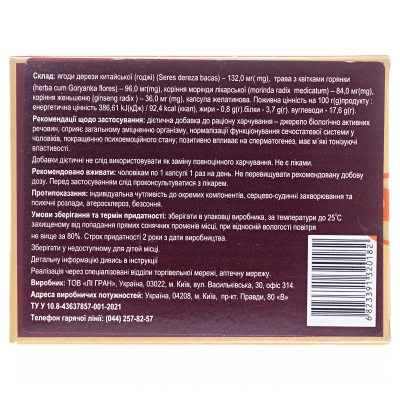 Склад: ягоди дерези китайської (годжі) (Seres dereza bacas) – 132,0 мг( mg), трава з квітками горянки
(herba cum Goryanka flores) – 96,0 мг( mg), коріння морінди лікарської (morinda radix medicatum) – 84,0 мг( mg),
коріння женьшеню (ginseng radix ) – 36,0 мг( mg), капсула желатинова. Поживна цінність на 100 г(g)продукту :
енергетична цінність 386,61 кJ(кДж) / 92,4 kcal (ккал), жири - 0,8 g(г).білки - 3,7 g(г), вуглеводи - 17,6 g(г).
Рекомендації щодо застосування: дієтична добавка до раціону харчування – джерело біологічно активних
речовин, сприяє загальному зміцненню організму, нормалізації функціонування сечостатевої системи у
чоловіків, покращенню психоемоційного стану; позитивно впливає на сперматогенез, має м`які тонізуючі
властивості.
Добавки дієтичні не слід використовувати як заміну повноцінного харчування. Не є ліками.
Рекомендовано вживати: чоловікам по 1 капсулі 1 раз на день. Не перевищувати рекомендовану добову
дозу. Перед застосуванням слід проконсультуватися з лікарем.
Протипоказання: індивідуальна чутливість до окремих компонентів, серцево-судинні захворювання та
психічні розлади, атеросклероз, безсоння.
Умови зберігання та термін придатності: зберігати в упаковці виробника, за температури до 25°С
захищеному від попадання прямих сонячних променів місці, при відносній вологості повітря
не вище за 80%. Строк придатності 2 роки з дати виробництва.
Зберігати у недоступному для дітей місці.
Детальну інформацію дивись в інструкції
Реалізація через спеціалізовані відділи торгівельної мережі, аптечну мережу.
Виробник: ТОВ «ЛІ ГРАН», Україна, 03022, м. Київ, вул. Васильківська, 30, офіс 314.
Адреса виробничих потужностей: Україна, 04208, м. Київ, пр-кт. Правди, 80 «В»
ТУ У 10.8-43637857-001-2021
Телефон гарячої лінії: (044) 257-82-57
6 823391 320182